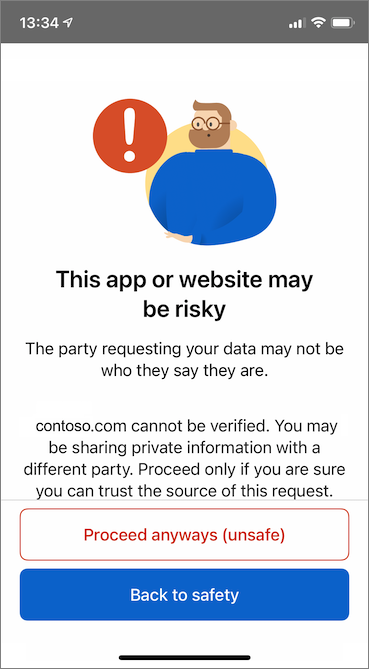 13:34
!
This app or website may
be risky
The party requesting your data may not be
who they say they are.
contoso.com cannot be verified. You may
be sharing private information with a
different party. Proceed only if you are sure
you can trust the source of this request.
Proceed anyways (unsafe)
Back to safety